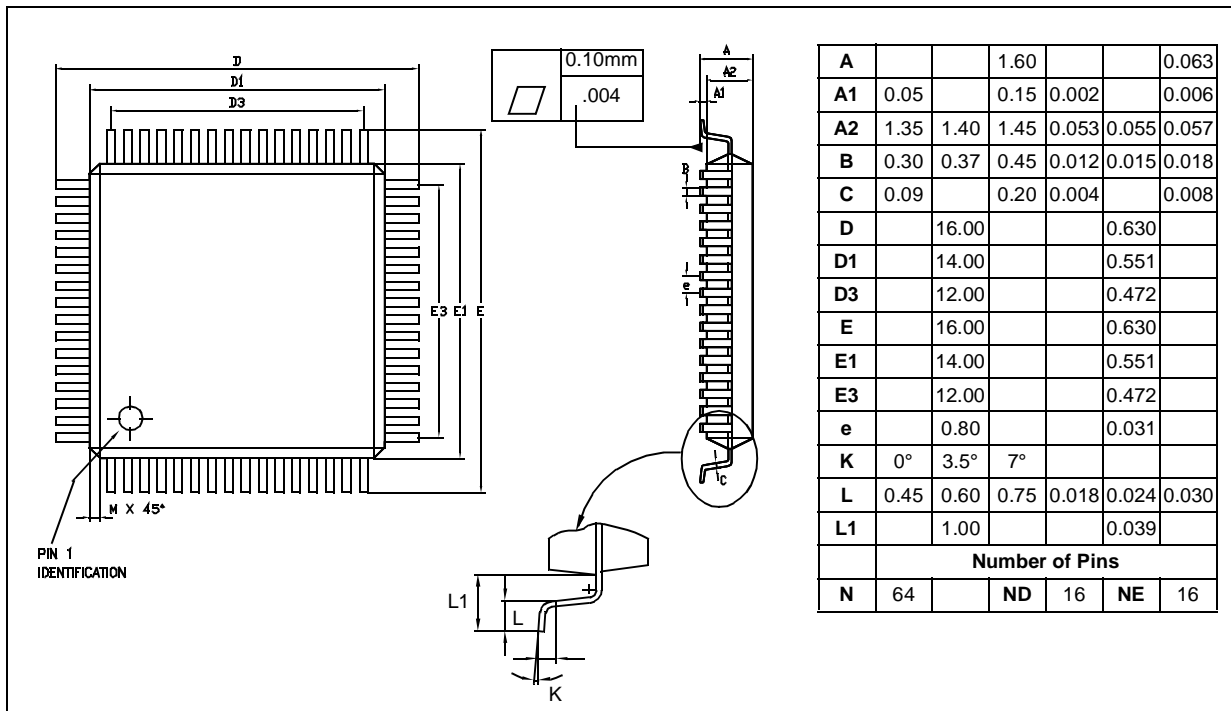 D
D1
D3
0.10mm
.004
A
A2
A1
B
e
E3 E1 E
C
M X 45°
PIN 1
IDENTIFICATION
L1
L
K
A 1.60 0.063
A1 0.05 0.15 0.002 0.006
A2 1.35 1.40 1.45 0.053 0.055 0.057
B 0.30 0.37 0.45 0.012 0.015 0.018
C 0.09 0.20 0.004 0.008
D 16.00 0.630
D1 14.00 0.551
D3 12.00 0.472
E 16.00 0.630
E1 14.00 0.551
E3 12.00 0.472
e 0.80 0.031
K 0° 3.5° 7°
L 0.45 0.60 0.75 0.018 0.024 0.030
L1 1.00 0.039
Number of Pins
N 64 ND 16 NE 16